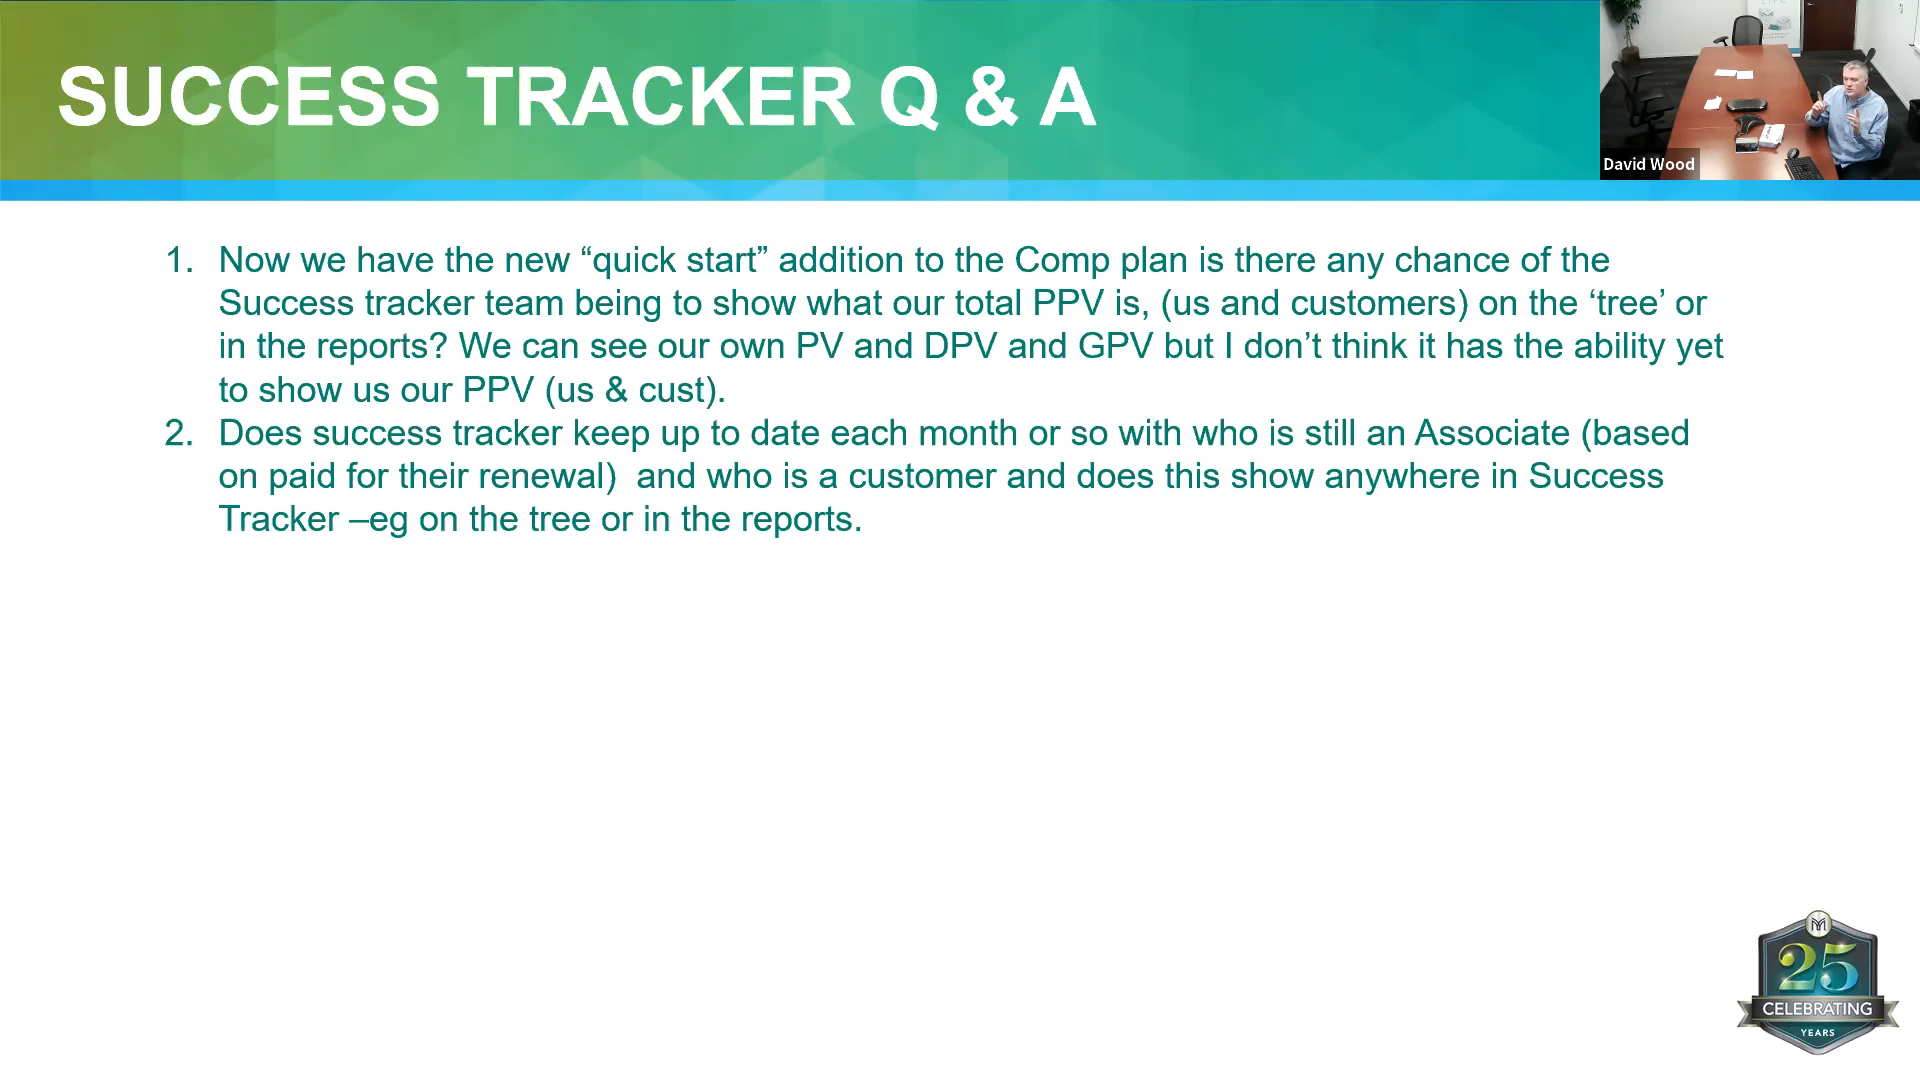 SUCCESS TRACKER Q & A
David Wood
1. Now we have the new “quick start” addition to the Comp plan is there any chance of the
Success tracker team being to show what our total PPV is, (us and customers) on the ‘tree’ or
in the reports? We can see our own PV and DPV and GPV but I don’t think it has the ability yet
to show us our PPV (us & cust).
2. Does success tracker keep up to date each month or so with who is still an Associate (based
on paid for their renewal)  and who is a customer and does this show anywhere in Success
Tracker –eg on the tree or in the reports.
25
CELEBRATING
YEARS